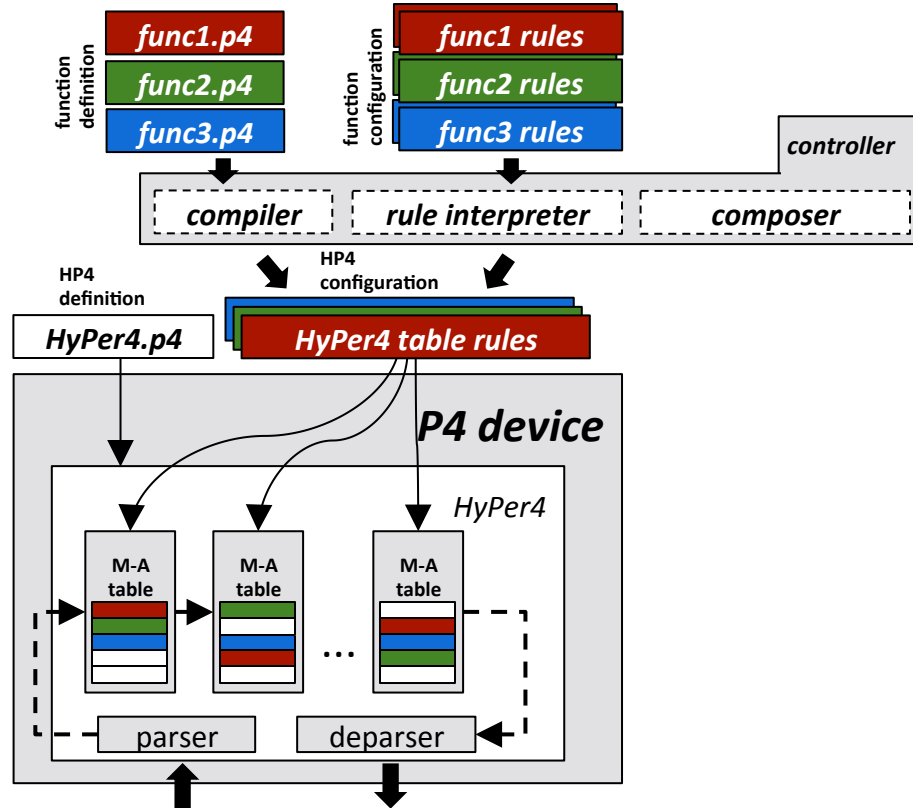 function
definition
func1.p4
func2.p4
func3.p4
function
configuration
func1 rules
func2 rules
func3 rules
controller
compiler
rule interpreter
composer
HP4
definition
HP4
configuration
HyPer4.p4
HyPer4 table rules
P4 device
HyPer4
M-A
table
M-A
table
...
M-A
table
parser
deparser